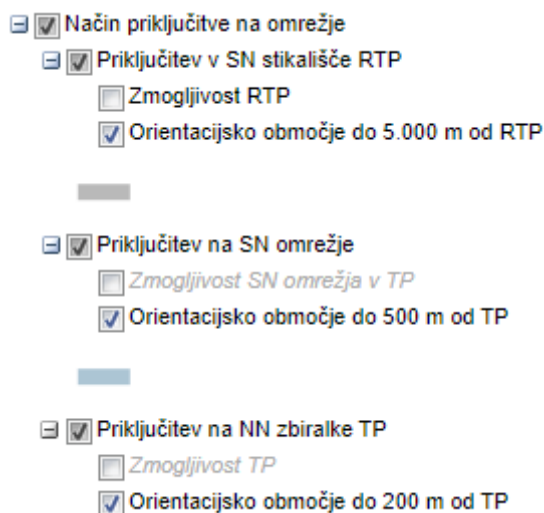 Način priključitve na omrežje
Priključitev v SN stikališče RTP
Zmogljivost RTP
Orientacijsko območje do 5.000 m od RTP
Priključitev na SN omrežje
Zmogljivost SN omrežja v TP
Orientacijsko območje do 500 m od TP
Priključitev na NN zbiralke TP
Zmogljivost TP
Orientacijsko območje do 200 m od TP